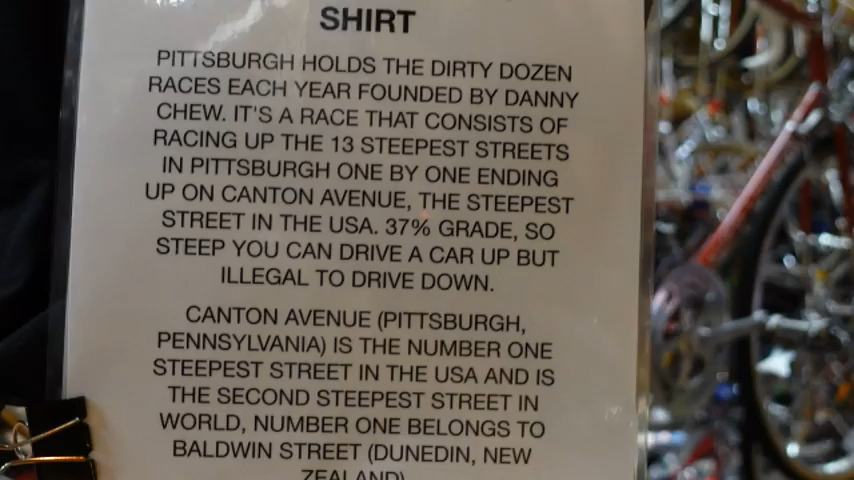 SHIRT
PITTSBURGH HOLDS THE DIRTY DOZEN
RACES EACH YEAR FOUNDED BY DANNY
CHEW. IT'S A RACE THAT CONSISTS OF
RACING UP THE 13 STEEPEST STREETS
IN PITTSBURGH ONE BY ONE ENDING
UP ON CANTON AVENUE, THE STEEPEST
STREET IN THE USA. 37% GRADE, SO
STEEP YOU CAN DRIVE A CAR UP BUT
ILLEGAL TO DRIVE DOWN.
CANTON AVENUE (PITTSBURGH,
PENNSYLVANIA) IS THE NUMBER ONE
STEEPEST STREET IN THE USA AND IS
THE SECOND STEEPEST STREET IN
WORLD, NUMBER ONE BELONGS TO
BALDWIN STREET (DUNEDIN, NEW
ZEALAND)